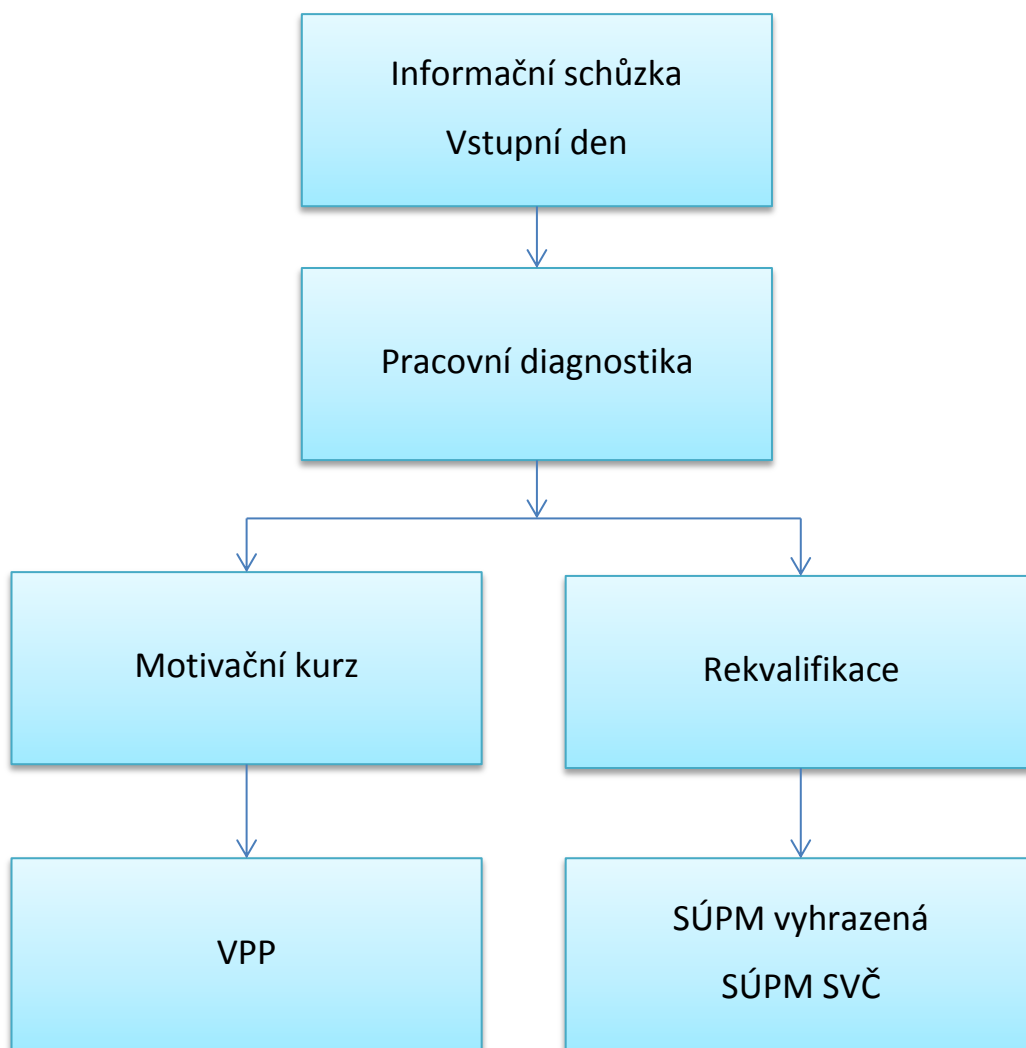 Informační schůzka
Vstupní den
Pracovní diagnostika
Motivační kurz
Rekvalifikace
VPP
SÚPM vyhrazená
SÚPM SVČ